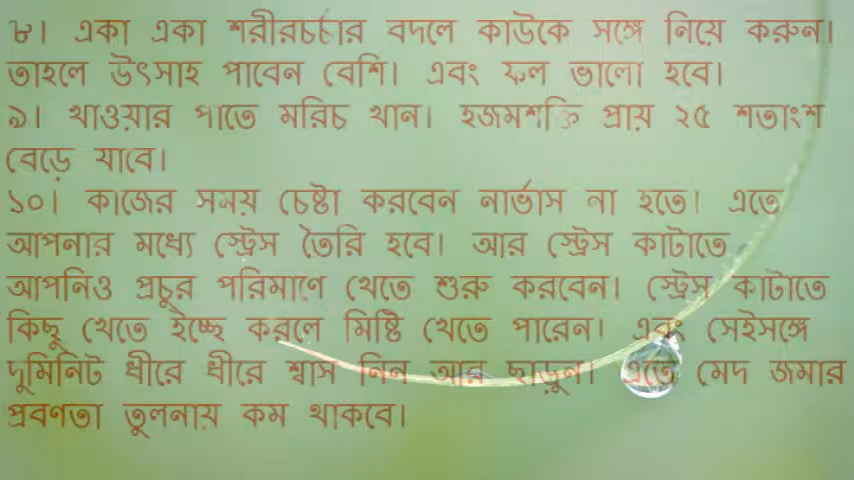 ৮। একা একা শরীরচর্চার বদলে কাউকে সঙ্গে নিয়ে করুন।
তাহলে উৎসাহ পাবেন বেশি। এবং ফল ভালো হবে।
৯। খাওয়ার পাতে মরিচ খান। হজমশক্তি প্রায় ২৫ শতাংশ
বেড়ে যাবে।
১০। কাজের সময় চেষ্টা করবেন নার্ভাস না হতে। এতে
আপনার মধ্যে স্ট্রেস তৈরি হবে। আর স্ট্রেস কাটাতে
আপনিও প্রচুর পরিমাণে খেতে শুরু করবেন। স্ট্রেস কাটাতে
কিছু খেতে ইচ্ছে করলে মিষ্টি খেতে পারেন। এবং সেইসঙ্গে
দুমিনিট ধীরে ধীরে শ্বাস নিন আর ছাড়ুন। এতে মেদ জমার
প্রবণতা তুলনায় কম থাকবে।